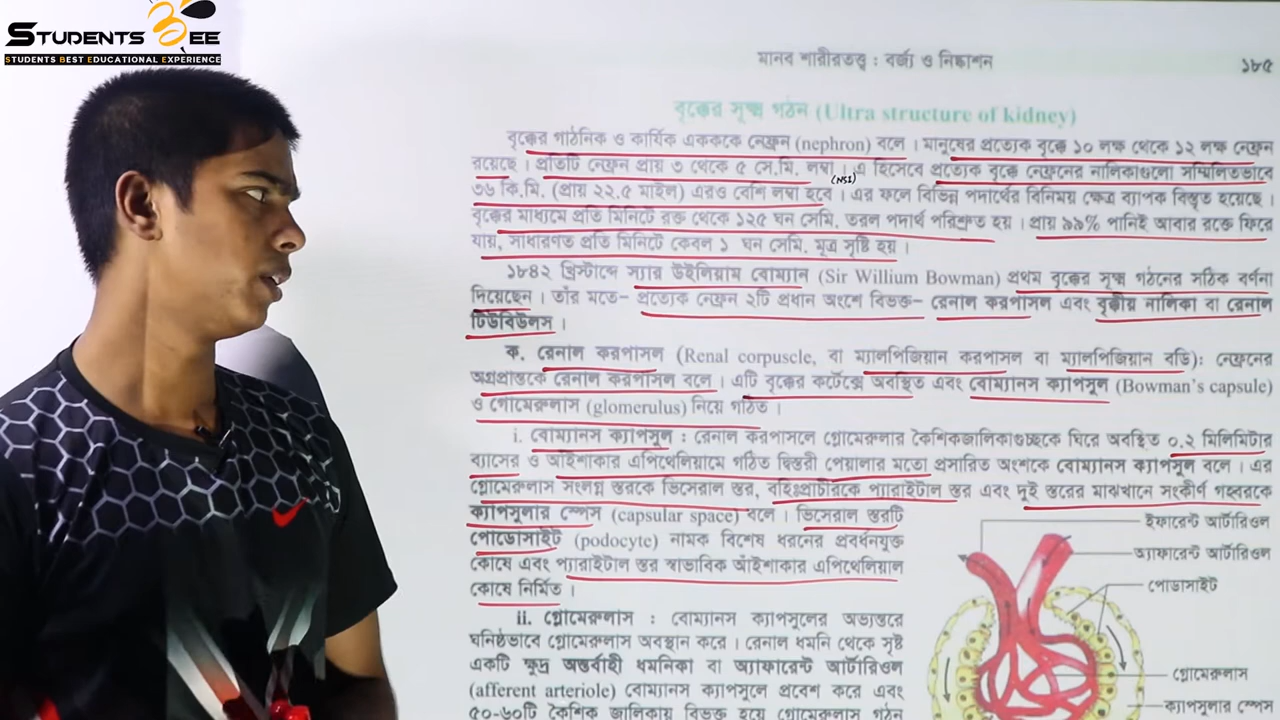 STUDENTS BEE
STUDENTS BEST EDUCATIONAL EXPERIENCE
মানব শারীরতত্ত্ব : বর্জ্য ও নিষ্কাশন ১৮৫
বৃক্কের সূক্ষ্ম গঠন (Ultra structure of kidney)
বৃক্কের গাঠনিক ও কার্যিক একককে নেফ্রন (nephron) বলে । মানুষের প্রত্যেক বৃক্কে ১০ লক্ষ থেকে ১২ লক্ষ নেফ্রন
রয়েছে । প্রতিটি নেফ্রন প্রায় ৩ থেকে ৫ সে.মি. লম্বা । এ হিসেবে প্রত্যেক বৃক্কে নেফ্রনের নালিকাগুলো সম্মিলিতভাবে
(NSI)
৩৬ কি.মি. (প্রায় ২২.৫ মাইল) এরও বেশি লম্বা হবে । এর ফলে বিভিন্ন পদার্থের বিনিময় ক্ষেত্র ব্যাপক বিস্তৃত হয়েছে ।
বৃক্কের মাধ্যমে প্রতি মিনিটে রক্ত থেকে ১২৫ ঘন সেমি. তরল পদার্থ পরিশ্রুত হয় । প্রায় ৯৯% পানিই আবার রক্তে ফিরে
যায়, সাধারণত প্রতি মিনিটে কেবল ১ ঘন সেমি. মূত্র সৃষ্টি হয় ।
১৮৪২ খ্রিস্টাব্দে স্যার উইলিয়াম বোম্যান (Sir Willium Bowman) প্রথম বৃক্কের সূক্ষ্ম গঠনের সঠিক বর্ণনা
দিয়েছেন । তাঁর মতে– প্রত্যেক নেফ্রন ২টি প্রধান অংশে বিভক্ত– রেনাল করপাসল এবং বৃক্কীয় নালিকা বা রেনাল
টিউবিউলস ।
ক. রেনাল করপাসল (Renal corpuscle, বা ম্যালপিজিয়ান করপাসল বা ম্যালপিজিয়ান বডি): নেফ্রনের
অগ্রপ্রান্তকে রেনাল করপাসল বলে । এটি বৃক্কের কর্টেক্সে অবস্থিত এবং বোম্যানস ক্যাপসুল (Bowman's capsule)
ও গোমেরুলাস (glomerulus) নিয়ে গঠিত ।
i. বোম্যানস ক্যাপসুল : রেনাল করপাসলে গ্লোমেরুলার কৈশিকজালিকাগুচ্ছকে ঘিরে অবস্থিত ০.২ মিলিমিটার
ব্যাসের ও আঁইশাকার এপিথেলিয়ামে গঠিত দ্বিস্তরী পেয়ালার মতো প্রসারিত অংশকে বোম্যানস ক্যাপসুল বলে । এর
গ্লোমেরুলাস সংলগ্ন স্তরকে ভিসেরাল স্তর, বহিঃপ্রাচীরকে প্যারাইটাল স্তর এবং দুই স্তরের মাঝখানে সংকীর্ণ গহ্বরকে
ক্যাপসুলার স্পেস (capsular space) বলে । ভিসেরাল স্তরটি
পোডোসাইট (podocyte) নামক বিশেষ ধরনের প্রবর্ধনযুক্ত
কোষে এবং প্যারাইটাল স্তর স্বাভাবিক আঁইশাকার এপিথেলিয়াল
কোষে নির্মিত ।
ii. গ্লোমেরুলাস : বোম্যানস ক্যাপসুলের অভ্যন্তরে
ঘনিষ্ঠভাবে গ্লোমেরুলাস অবস্থান করে । রেনাল ধমনি থেকে সৃষ্ট
একটি ক্ষুদ্র অন্তর্বাহী ধমনিকা বা অ্যাফারেন্ট আর্টারিওল
(afferent arteriole) বোম্যানস ক্যাপসুলে প্রবেশ করে এবং
৫০-৬০টি কৈশিক জালিকায় বিভক্ত হয়ে গ্লোমেরুলাস গঠন
ইফারেন্ট আর্টারিওল
অ্যাফারেন্ট আর্টারিওল
পোডাসাইট
গ্লোমেরুলাস
ক্যাপসুলার স্পেস